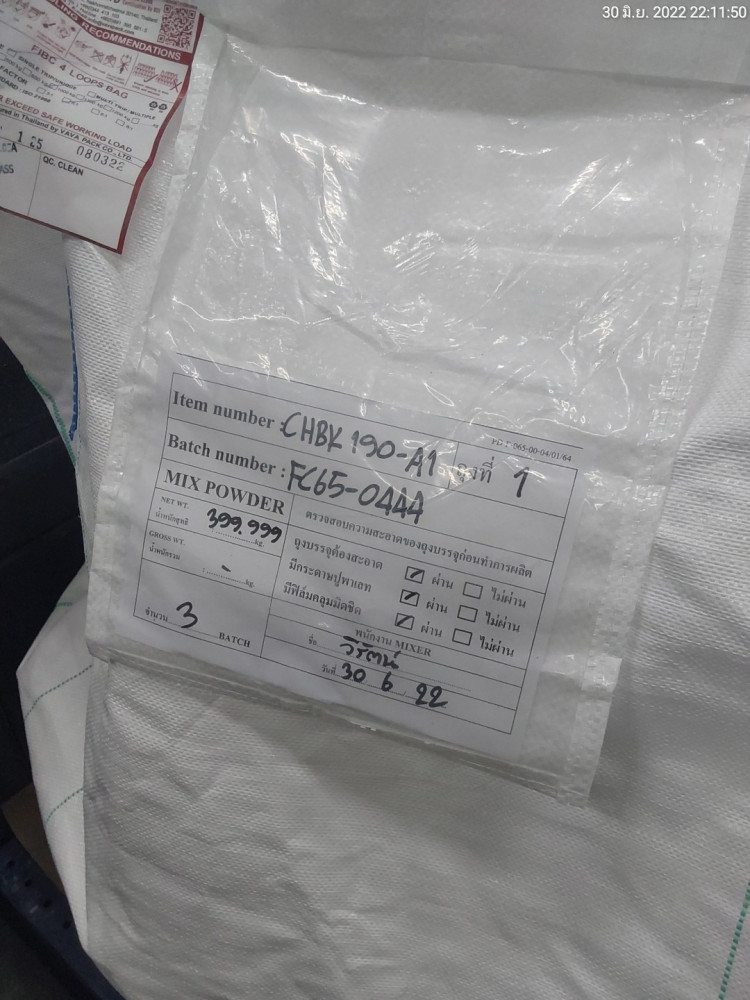 30 มิ.ย. 2022 22:11:50
RECOMMENDATIONS
FIBC 4 LOOPS BAG
EXCEED SAFE WORKING LOAD
in Thailand by VAVA PACK CO.,LTD
1 25 080322
QC. CLEAN
065-00-04/01/64
Item number : CHBK 190-A1 ถุงที่ 1
Batch number : FC65-0444
MIX POWDER ตรวจสอบความสะอาดของถุงบรรจุก่อนทำการผลิต
NET WT.
น้ำหนักสุทธิ 399.999 kg.
ถุงบรรจุต้องสะอาด ผ่าน ไม่ผ่าน
GROSS WT.
น้ำหนักรวม : - kg.
มีกระดาษปูพาเลท ผ่าน ไม่ผ่าน
มีฟิล์มคลุมมิดชิด ผ่าน ไม่ผ่าน
จำนวน 3 BATCH
พนักงาน MIXER
ชื่อ วิรัตน์
วันที่ 30 6 22